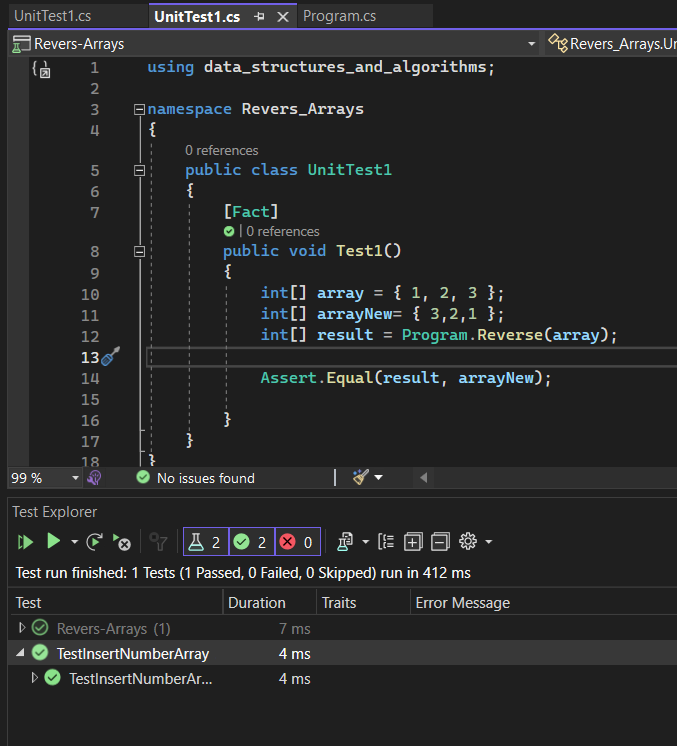 UnitTest1.cs UnitTest1.cs Program.cs
Revers-Arrays Revers_Arrays.Un
1 using data_structures_and_algorithms;
2
3 namespace Revers_Arrays
4 {
0 references
5 public class UnitTest1
6 {
7 [Fact]
| 0 references
8 public void Test1()
9 {
10 int[] array = { 1, 2, 3 };
11 int[] arrayNew= { 3,2,1 };
12 int[] result = Program.Reverse(array);
13
14 Assert.Equal(result, arrayNew);
15
16 }
17 }
18 }
99 % No issues found
Test Explorer
2 2 0
Test run finished: 1 Tests (1 Passed, 0 Failed, 0 Skipped) run in 412 ms
Test Duration Traits Error Message
Revers-Arrays (1) 7 ms
TestInsertNumberArray 4 ms
TestInsertNumberAr... 4 ms